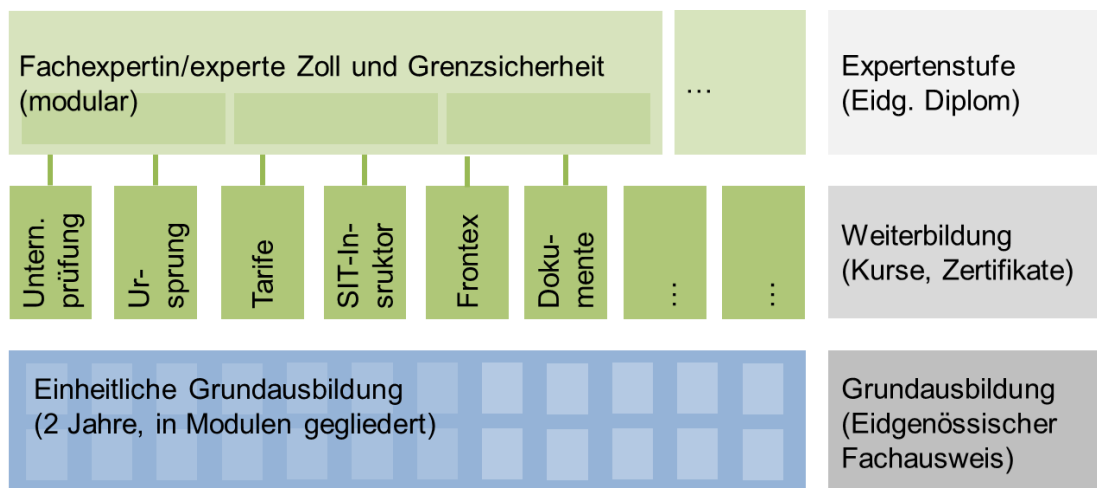 Fachexpertin/experte Zoll und Grenzsicherheit
(modular)
...
Expertenstufe
(Eidg. Diplom)
Untern.
prüfung
Ur-
sprung
Tarife
SIT-In-
sruktor
Frontex
Doku-
mente
...
...
Weiterbildung
(Kurse, Zertifikate)
Einheitliche Grundausbildung
(2 Jahre, in Modulen gegliedert)
Grundausbildung
(Eidgenössischer
Fachausweis)